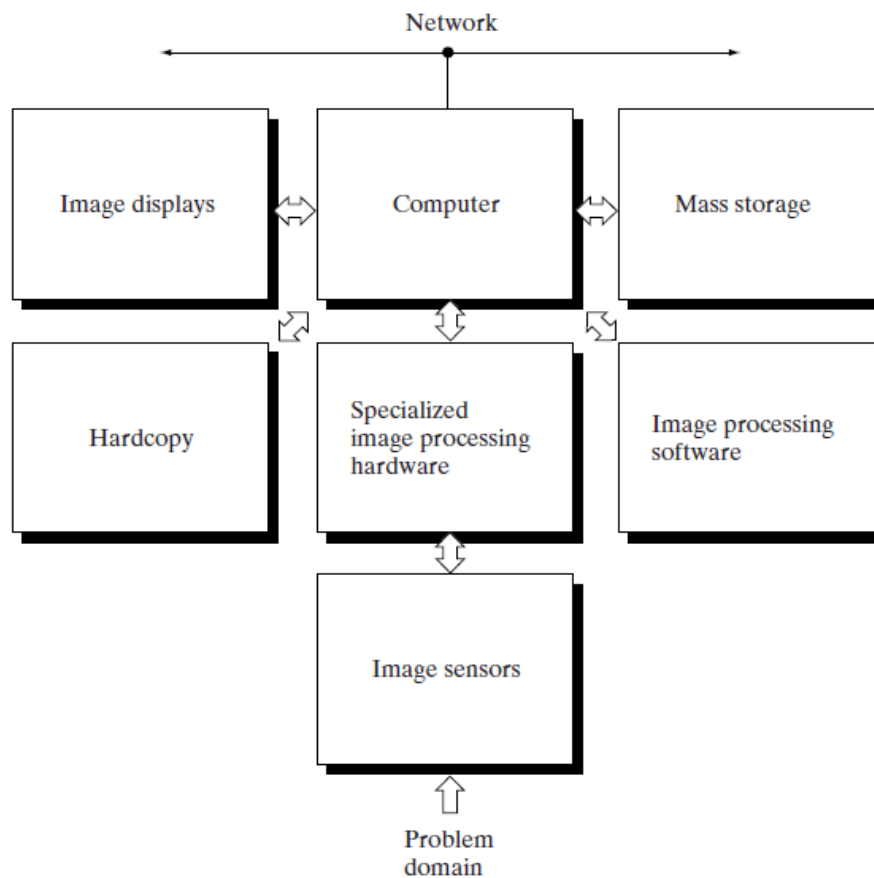 Network
Image displays
Computer
Mass storage
Hardcopy
Specialized
image processing
hardware
Image processing
software
Image sensors
Problem
domain